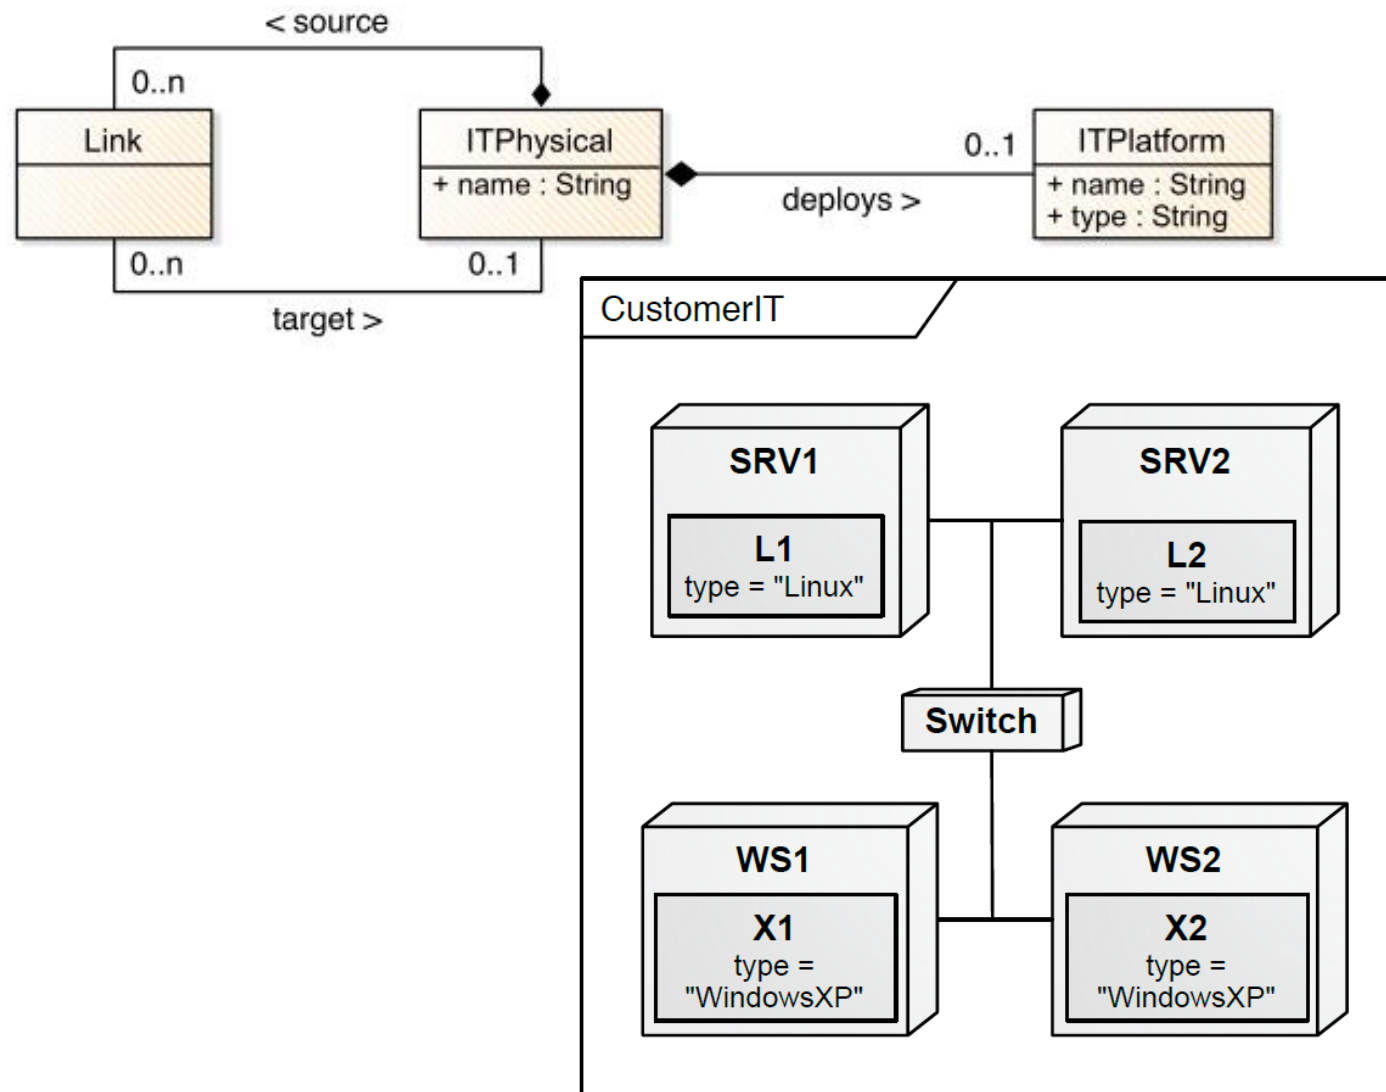 < source
0..n
Link
ITPhysical
+ name : String
0..1
deploys >
ITPlatform
+ name : String
+ type : String
0..n
0..1
target >
CustomerIT
SRV1
L1
type = "Linux"
SRV2
L2
type = "Linux"
Switch
WS1
X1
type =
"WindowsXP"
WS2
X2
type =
"WindowsXP"